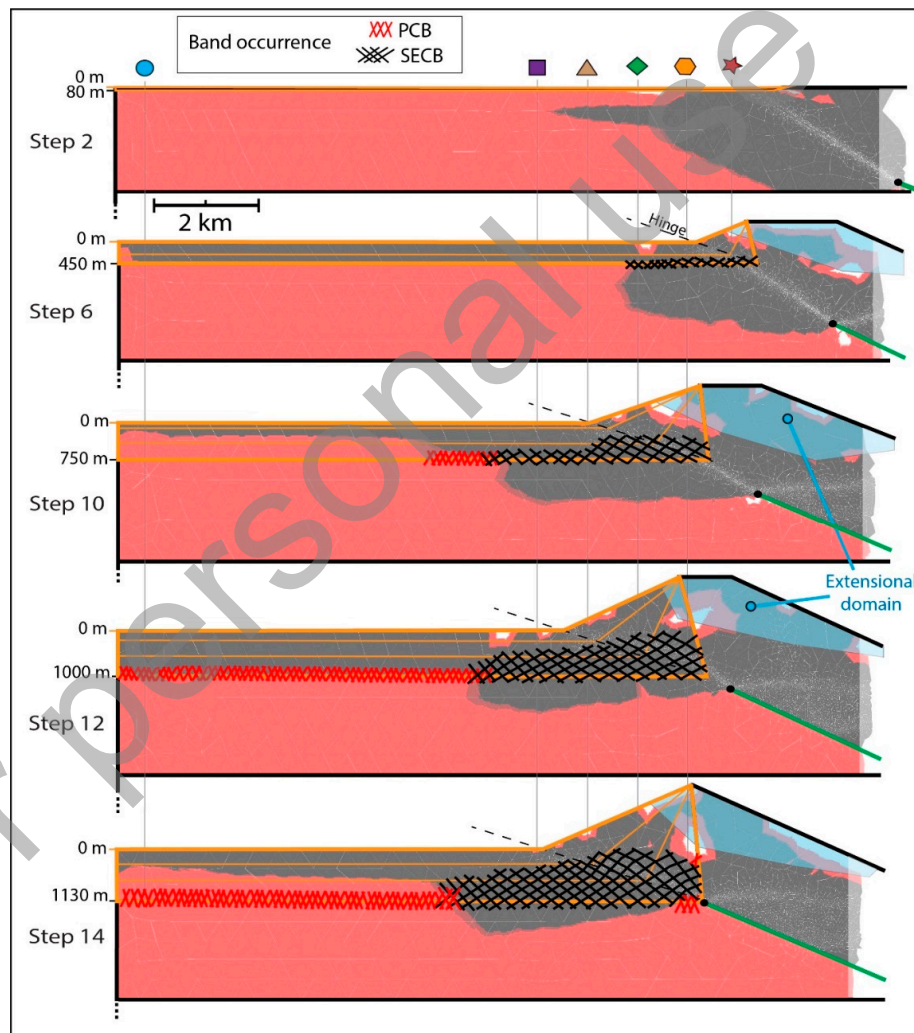 Band occurrence
PCB
SECB
0 m
80 m
Step 2
2 km
Hinge
0 m
450 m
Step 6
0 m
750 m
Step 10
Extensional
domain
0 m
1000 m
Step 12
0 m
1130 m
Step 14
personal use